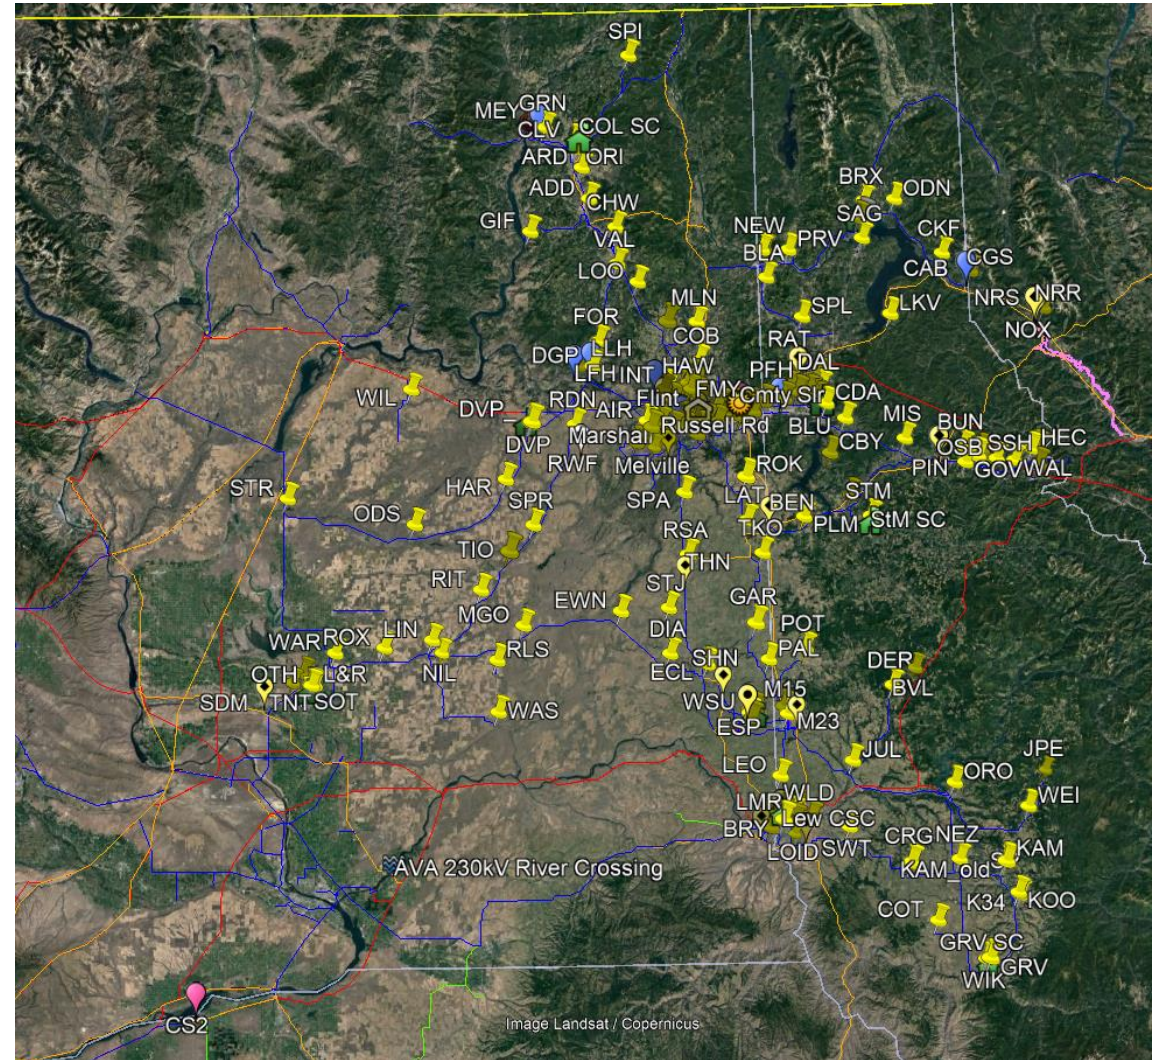 SPI
MEY
GRN
CLV
COL SC
ARD
ORI
ADD
CHW
GIF
VAL
LOO
BRX
ODN
SAG
NEW
PRV
BLA
CKF
CAB
CGS
NRS
NRR
NOX
SPL
LKV
MLN
COB
FOR
LLH
DGP
LFH
INT
HAW
RAT
DAL
PFH
FMY
Cmty Slr
CDA
WIL
DVP
RDN
AIR
Flint
DVP
Marshal
Russell Rd
BLU
RWF
Melville
CBY
MIS
BUN
OSB
SSH
HEC
PIN
GOV
WAL
STR
HAR
SPR
SPA
ROK
LAT
BEN
STM
ODS
TKO
PLM
StM SC
TIO
RSA
THN
RIT
STJ
MGO
EWN
GAR
DIA
POT
PAL
WAR
ROX
LIN
RLS
OTH
L&R
NIL
ECL
SHN
DER
BVL
SDM
TNT
SOT
WSU
M15
WAS
ESP
M23
LEO
JUL
JPE
ORO
WEI
LMR
WLD
Lew CSC
BRY
LOID
SWT
CRG
NEZ
KAM
KAM_old
AVA 230kV River Crossing
K34
KOO
COT
GRV SC
WIK
GRV
CS2
Image Landsat / Copernicus